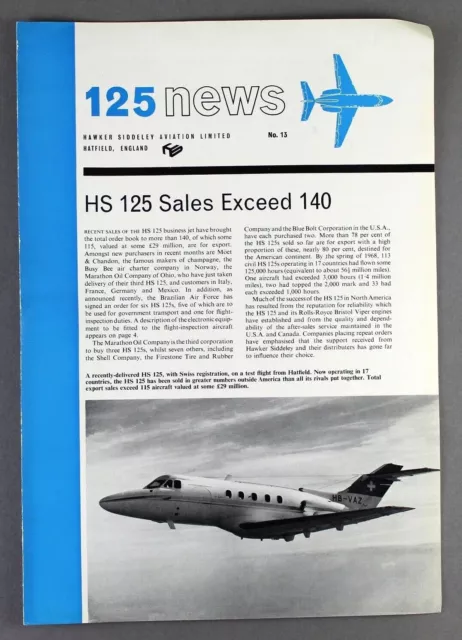 125 news
HAWKER SIDDELEY AVIATION LIMITED
No. 13
HATFIELD, ENGLAND
HS 125 Sales Exceed 140
RECENT SALES OF THE HS 125 business jet have brought
the total order book to more than 140, of which some
115, valued at some £29 million, are for export.
Amongst new purchasers in recent months are Moët
& Chandon, the famous makers of champagne, the
Busy Bee air charter company in Norway, the
Marathon Oil Company of Ohio, who have just taken
delivery of their third HS 125, and customers in Italy,
France, Germany and Mexico. In addition, as
announced recently, the Brazilian Air Force has
signed an order for six HS 125s, five of which are to
be used for government transport and one for flight-
inspection duties. A description of the electronic equip-
ment to be fitted to the flight-inspection aircraft
appears on page 4.
The Marathon Oil Company is the third corporation
to buy three HS 125s, whilst seven others, including
the Shell Company, the Firestone Tire and Rubber
Company and the Blue Bolt Corporation in the U.S.A.,
have each purchased two. More than 78 per cent of
the HS 125s sold so far are for export with a high
proportion of these, nearly 80 per cent, destined for
the American continent. By the spring of 1968, 113
civil HS 125s operating in 17 countries had flown some
125,000 hours (equivalent to about 56¼ million miles).
One aircraft had exceeded 3,000 hours (1·4 million
miles), two had topped the 2,000 mark and 33 had
each exceeded 1,000 hours.
Much of the success of the HS 125 in North America
has resulted from the reputation for reliability which
the HS 125 and its Rolls-Royce Bristol Viper engines
have established and from the quality and depend-
ability of the after-sales service maintained in the
U.S.A. and Canada. Companies placing repeat orders
have emphasised that the support received from
Hawker Siddeley and their distributors has gone far
to influence their choice.
A recently-delivered HS 125, with Swiss registration, on a test flight from Hatfield. Now operating in 17
countries, the HS 125 has been sold in greater numbers outside America than all its rivals put together. Total
export sales exceed 115 aircraft valued at some £29 million.
HB-VAZ